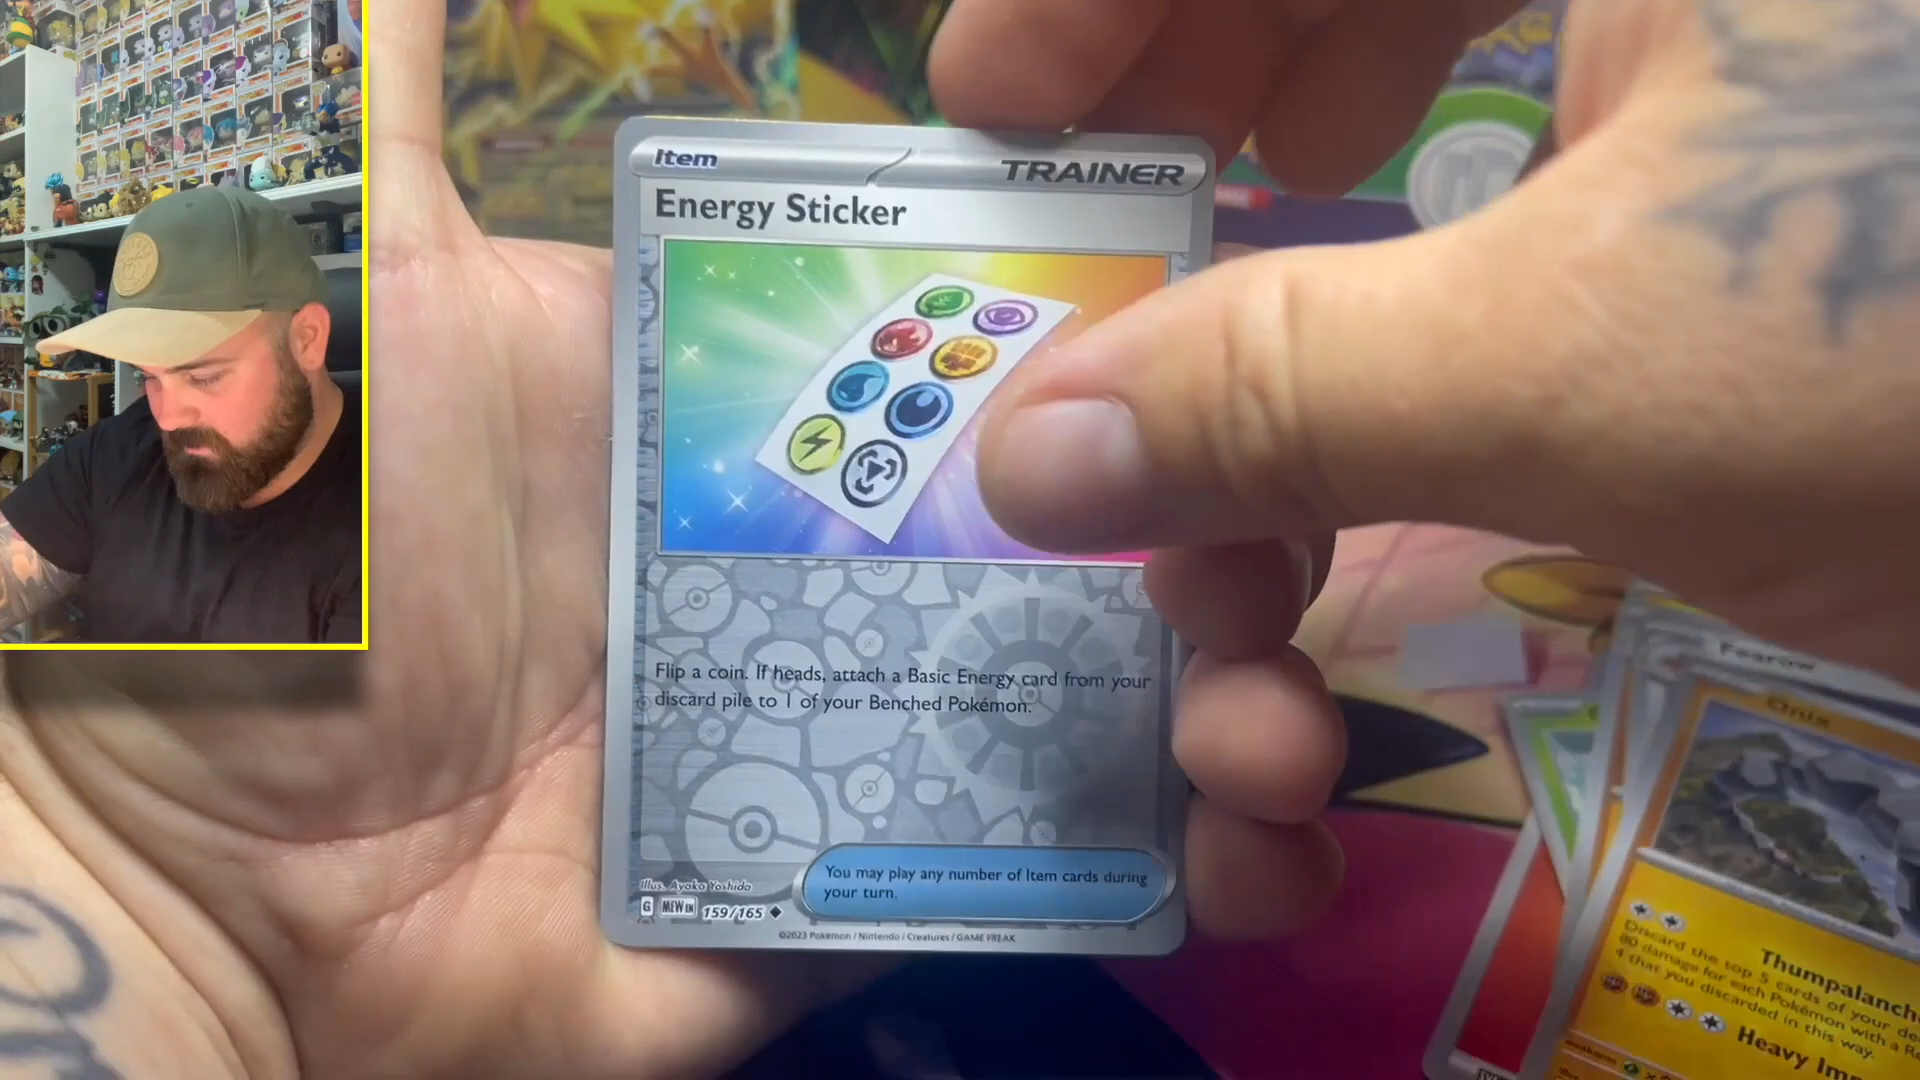 Item
TRAINER
Energy Sticker
Flip a coin. If heads, attach a Basic Energy card from your
discard pile to 1 of your Benched Pokémon.
You may play any number of Item cards during
your turn.
Illus. Ayako Yoshida
G MEW EN 159/165
©2023 Pokémon / Nintendo / Creatures / GAME FREAK
Fearow
Onix
Thumpalanche
Discard the top 5 cards of your
80 damage for each Pokémon with a
4 that you discarded in this way.
Heavy
weakness